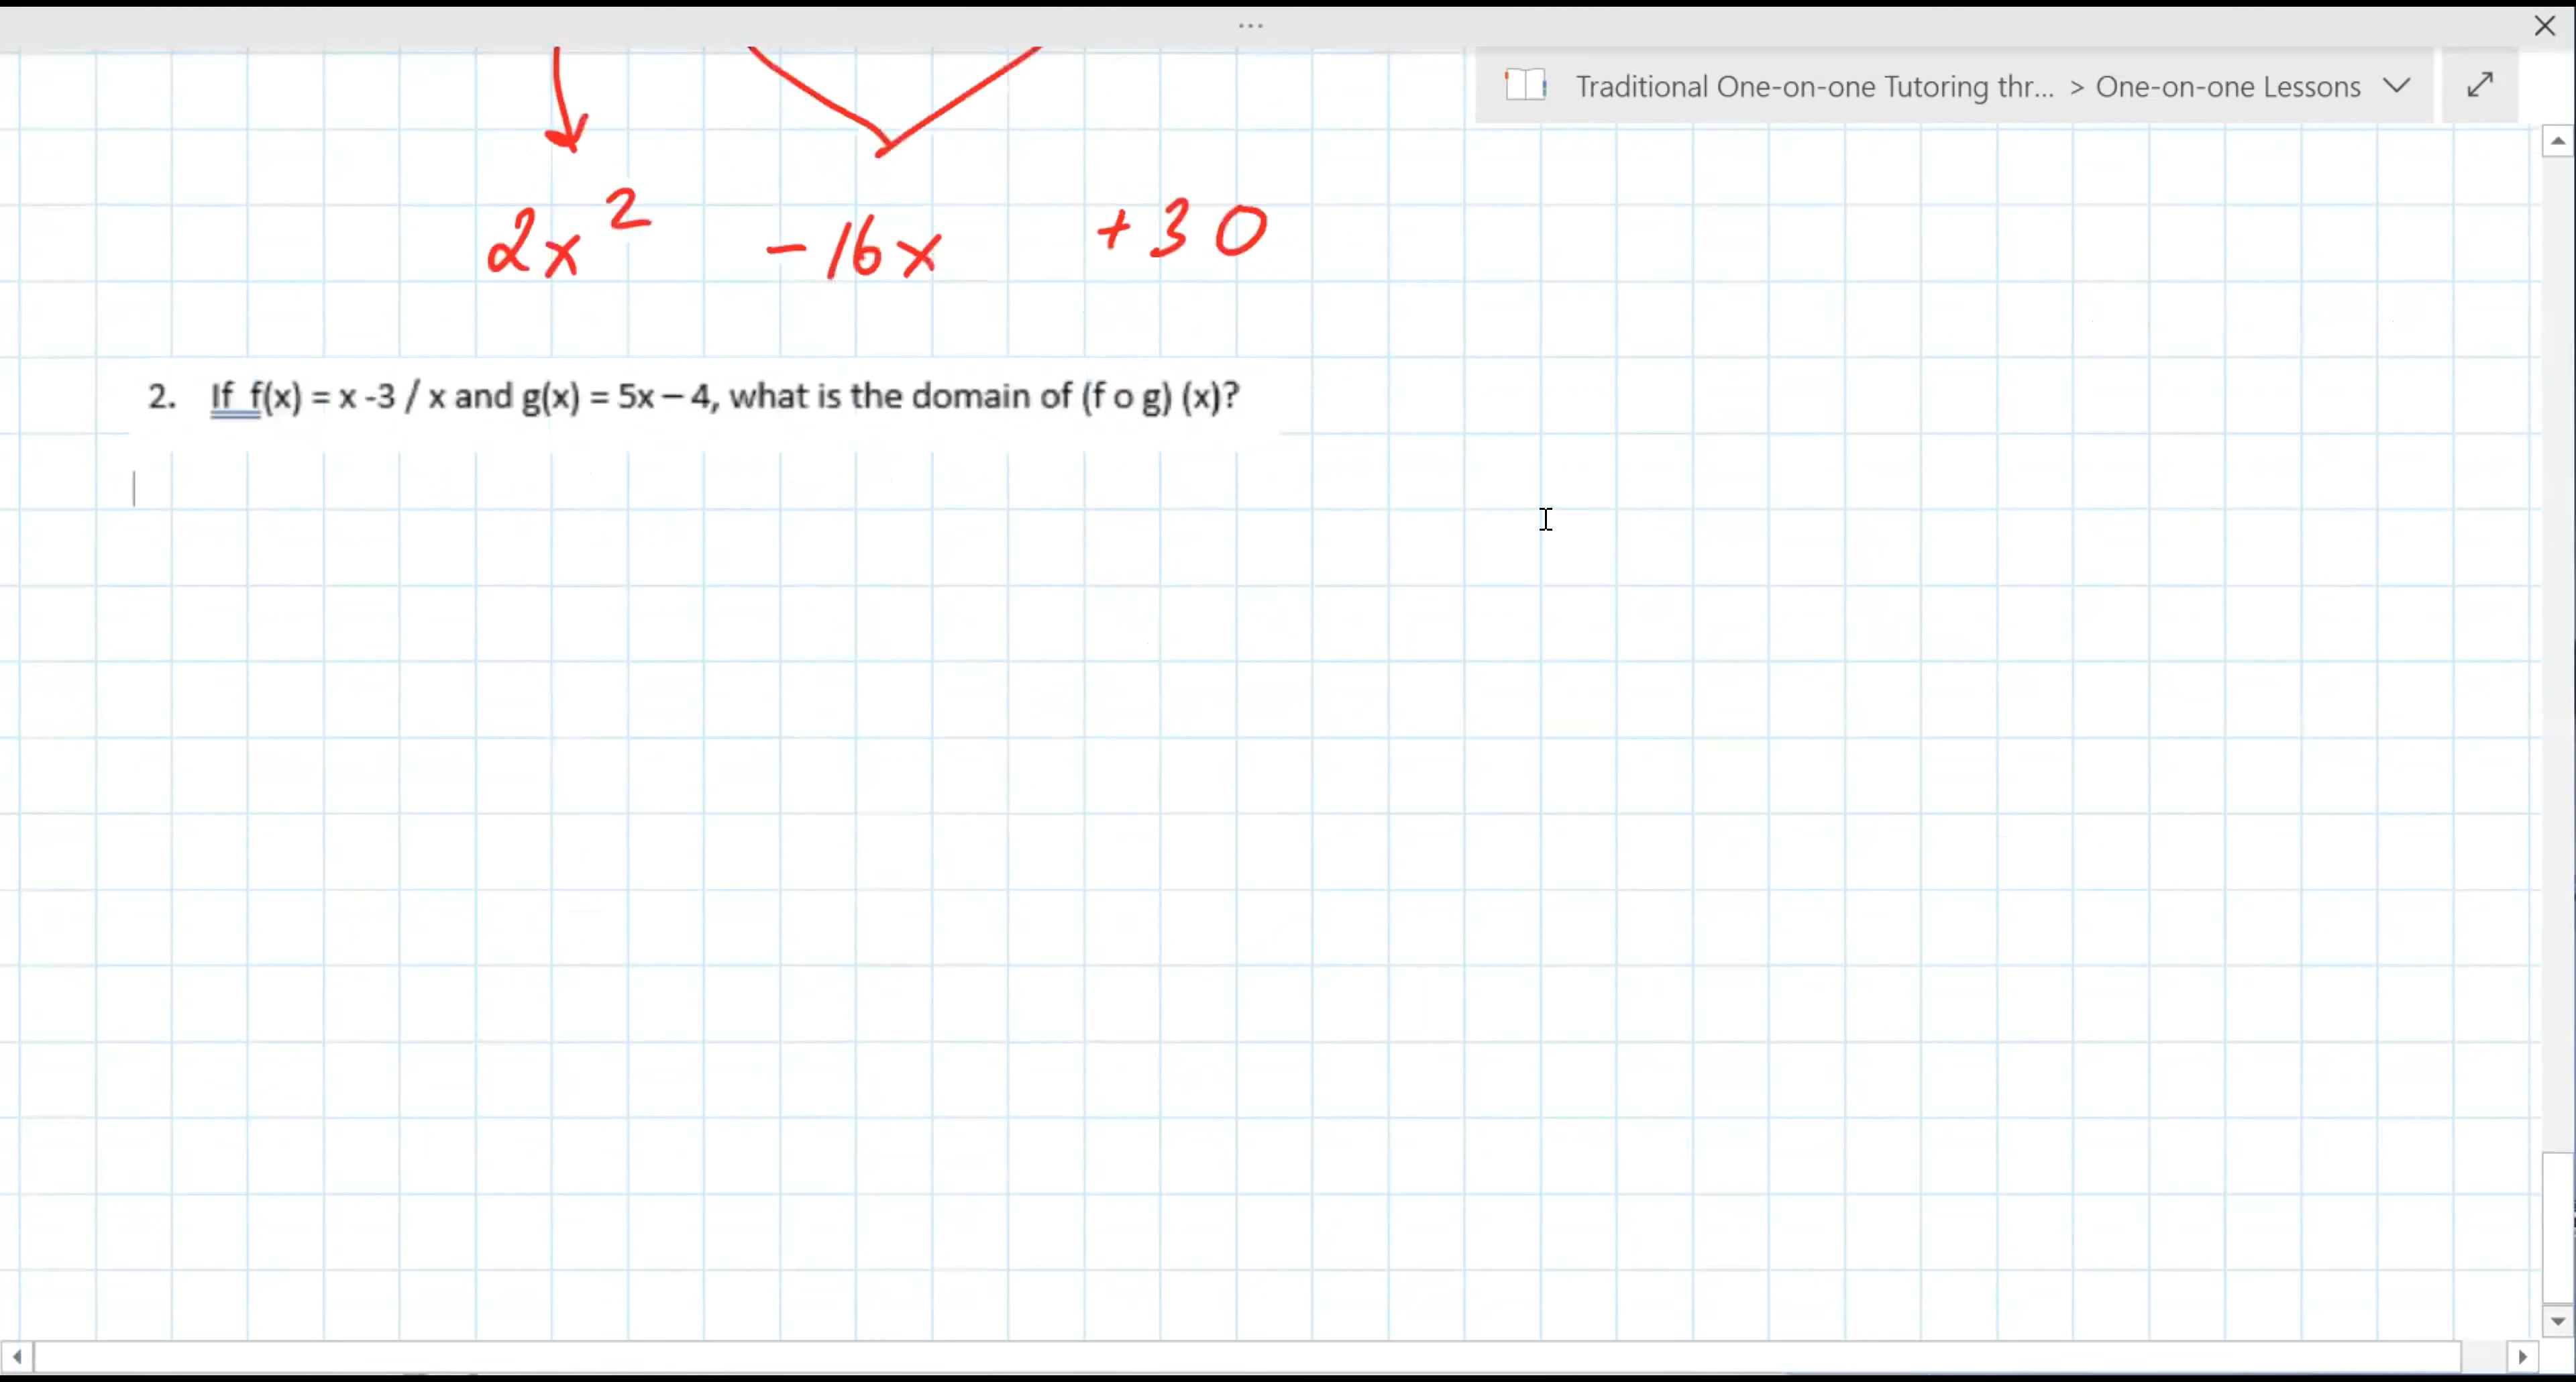 Traditional One-on-one Tutoring thr... > One-on-one Lessons
2x² -16x +30
2. If f(x) = x -3 / x and g(x) = 5x – 4, what is the domain of (f o g) (x)?